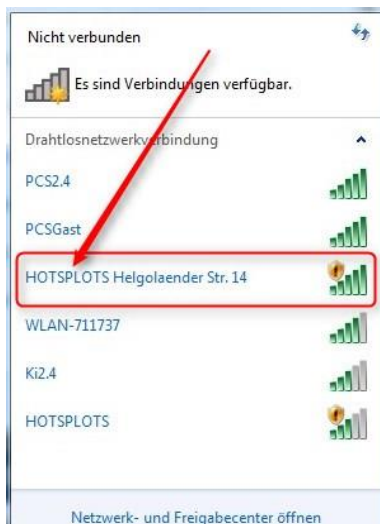 Nicht verbunden
Es sind Verbindungen verfügbar.
Drahtlosnetzwerkverbindung
PCS2.4
PCSGast
HOTSPLOTS Helgolaender Str. 14
WLAN-711737
Ki2.4
HOTSPLOTS
Netzwerk- und Freigabecenter öffnen